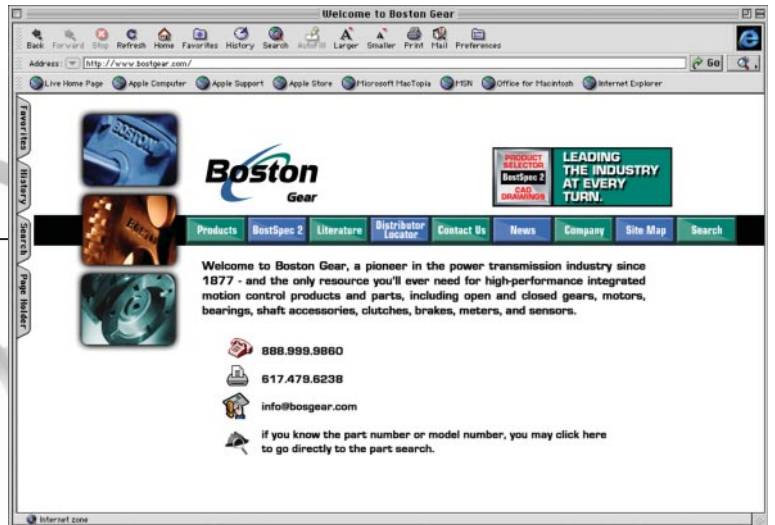 Welcome to Boston Gear
Back Forward Stop Refresh Home Favorites History Search AutoFill Larger Smaller Print Mail Preferences
Address: http://www.bostgear.com/ Go
Live Home Page Apple Computer Apple Support Apple Store Microsoft MacTopia MSN Office for Macintosh Internet Explorer
Favorites
History
Search
Page Holder
BOSTON
Boston
Gear
PRODUCT
SELECTOR
BostSpec 2
CAD
DRAWINGS
LEADING
THE INDUSTRY
AT EVERY
TURN.
Products BostSpec 2 Literature Distributor Locator Contact Us News Company Site Map Search
Welcome to Boston Gear, a pioneer in the power transmission industry since
1877 - and the only resource you'll ever need for high-performance integrated
motion control products and parts, including open and closed gears, motors,
bearings, shaft accessories, clutches, brakes, meters, and sensors.
888.999.9860
617.479.6238
info@bosgear.com
if you know the part number or model number, you may click here
to go directly to the part search.
Internet zone